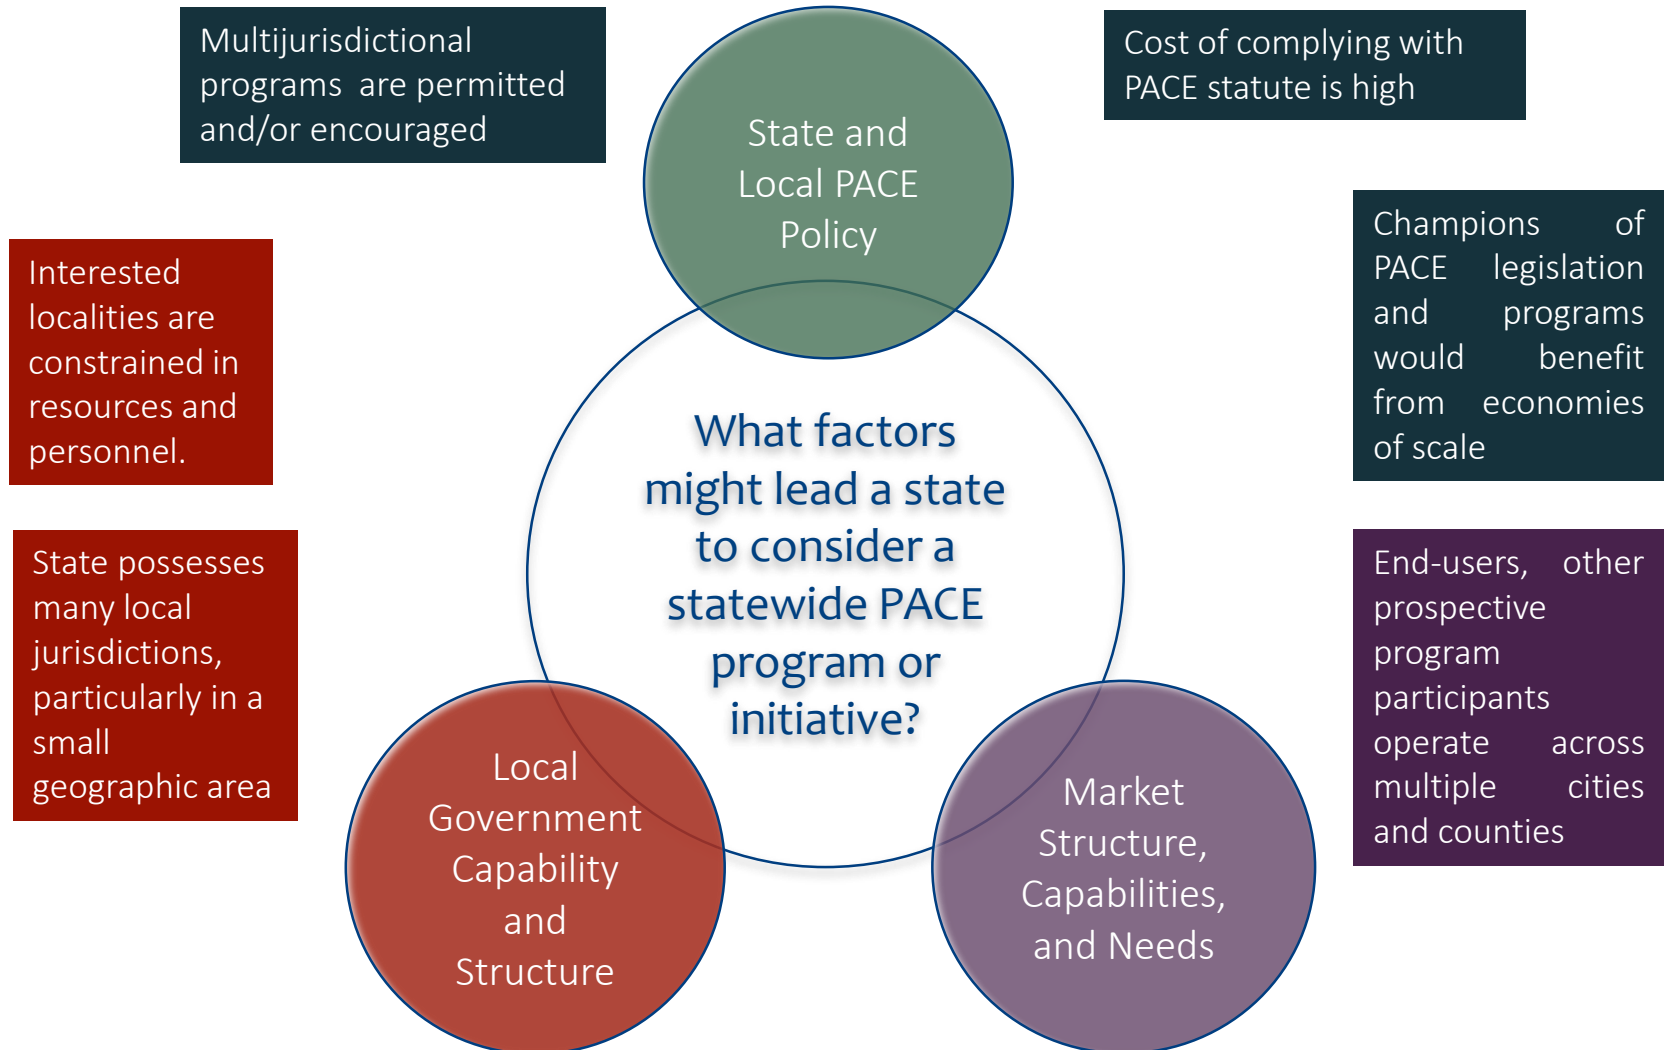 Multijurisdictional
programs are permitted
and/or encouraged
State and
Local PACE
Policy
Cost of complying with
PACE statute is high
Interested
localities are
constrained in
resources and
personnel.
Champions of
PACE legislation
and programs
would benefit
from economies
of scale
What factors
might lead a state
to consider a
statewide PACE
program or
initiative?
State possesses
many local
jurisdictions,
particularly in a
small
geographic area
End-users, other
prospective
program
participants
operate across
multiple cities
and counties
Local
Government
Capability
and
Structure
Market
Structure,
Capabilities,
and Needs